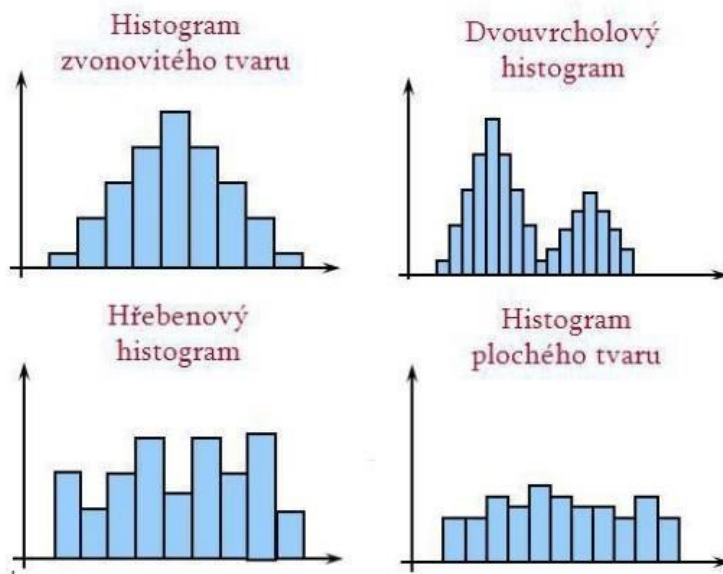 Histogram
zvonovitého tvaru
Dvouvrcholový
histogram
Hřebenový
histogram
Histogram
plochého tvaru